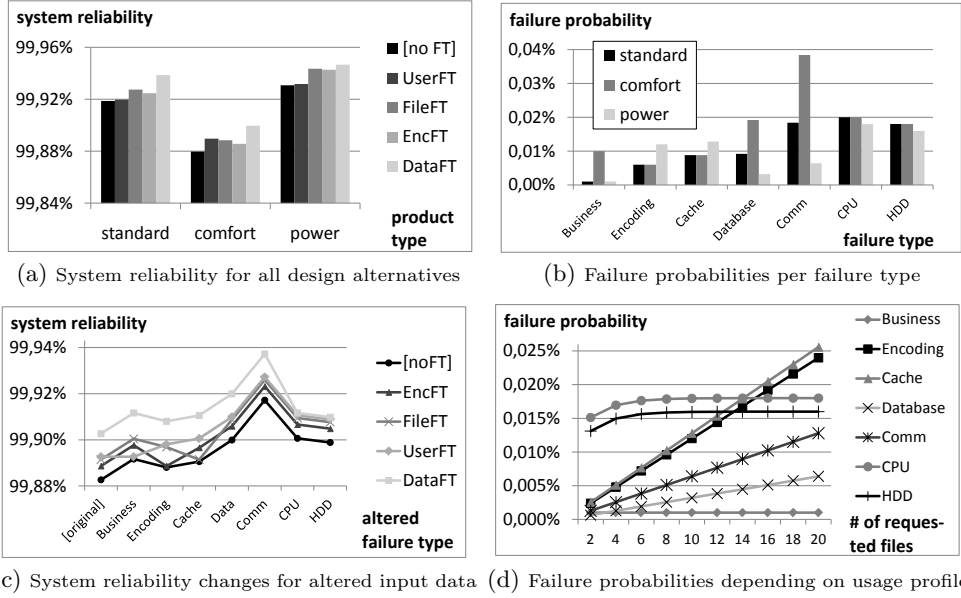 system reliability
99,96%
99,92%
99,88%
99,84%
standard
comfort
power
product
type
[no FT]
UserFT
FileFT
EncFT
DataFT
(a) System reliability for all design alternatives
failure probability
0,04%
0,03%
0,02%
0,01%
0,00%
standard
comfort
power
Business
Encoding
Cache
Database
Comm
CPU
HDD
failure type
(b) Failure probabilities per failure type
system reliability
99,94%
99,92%
99,90%
99,88%
[original]
Business
Encoding
Cache
Data
Comm
CPU
HDD
altered
failure type
[noFT]
EncFT
FileFT
UserFT
DataFT
c) System reliability changes for altered input data
failure probability
0,025%
0,020%
0,015%
0,010%
0,005%
0,000%
2 4 6 8 10 12 14 16 18 20
# of reques-
ted files
Business
Encoding
Cache
Database
Comm
CPU
HDD
(d) Failure probabilities depending on usage profile